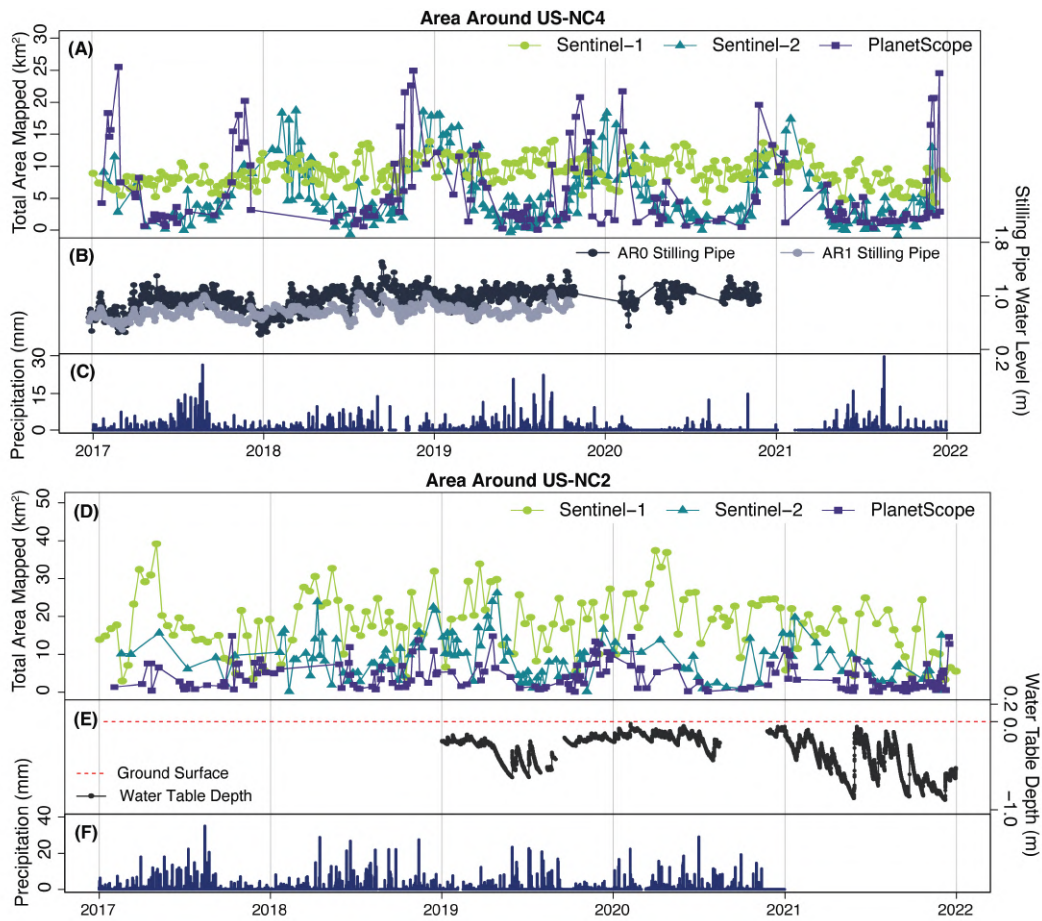 Area Around US-NC4
(A)
Sentinel-1 Sentinel-2 PlanetScope
Total Area Mapped (km²)
30
25
20
15
10
5
0
(B)
AR0 Stilling Pipe AR1 Stilling Pipe
Stilling Pipe Water Level (m)
1.8
1.0
0.2
(C)
Precipitation (mm)
30
15
0
2017 2018 2019 2020 2021 2022
Area Around US-NC2
(D)
Sentinel-1 Sentinel-2 PlanetScope
Total Area Mapped (km²)
50
40
30
20
10
0
(E)
Ground Surface
Water Table Depth
Water Table Depth (m)
0.2
0.0
-1.0
(F)
Precipitation (mm)
40
20
0
2017 2018 2019 2020 2021 2022